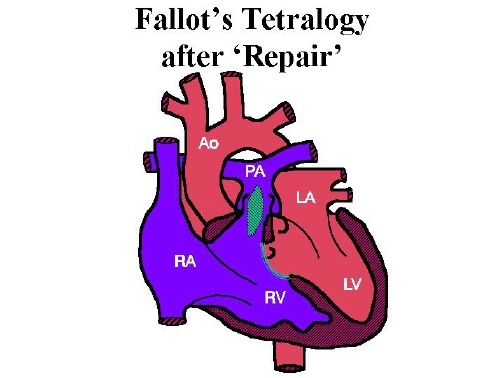 Fallot's Tetralogy
after 'Repair'
Ao
PA
LA
RA
LV
RV